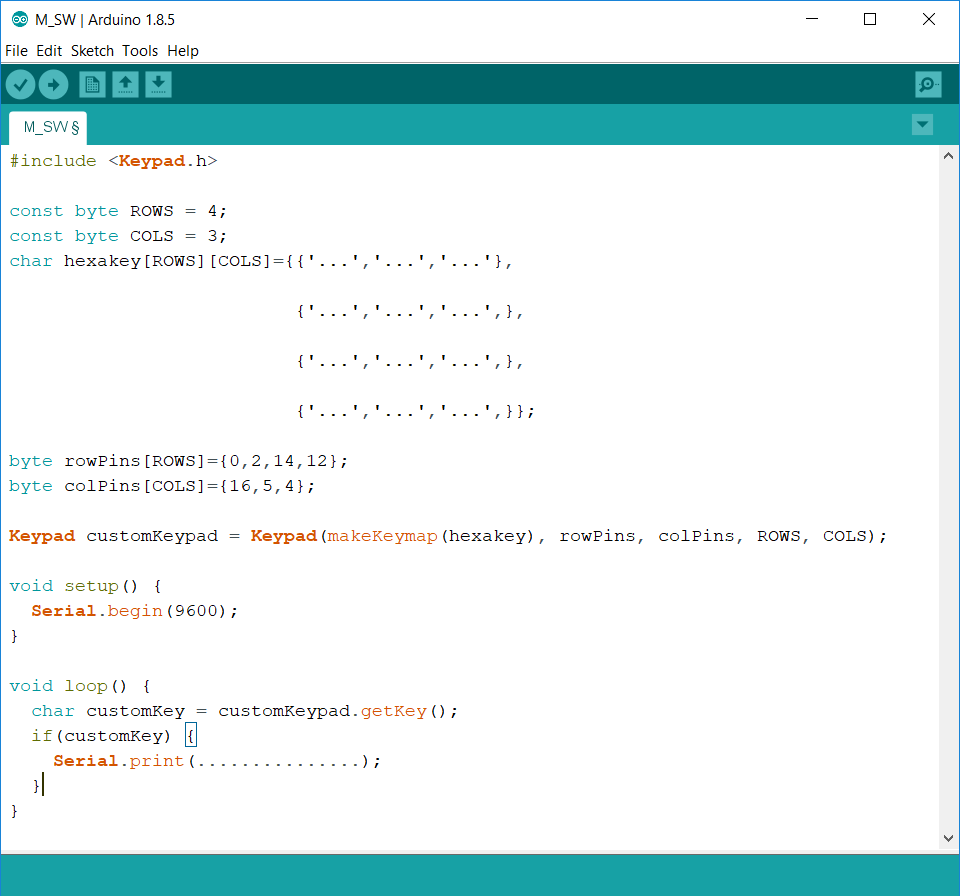 M_SW | Arduino 1.8.5
File Edit Sketch Tools Help
M_SW §
#include <Keypad.h>
const byte ROWS = 4;
const byte COLS = 3;
char hexakey[ROWS][COLS]={{'...','...','...'},
{'...','...','...',},
{'...','...','...',},
{'...','...','...',}};
byte rowPins[ROWS]={0,2,14,12};
byte colPins[COLS]={16,5,4};
Keypad customKeypad = Keypad(makeKeymap(hexakey), rowPins, colPins, ROWS, COLS);
void setup() {
Serial.begin(9600);
}
void loop() {
char customKey = customKeypad.getKey();
if(customKey) {
Serial.print(...............);
}
}